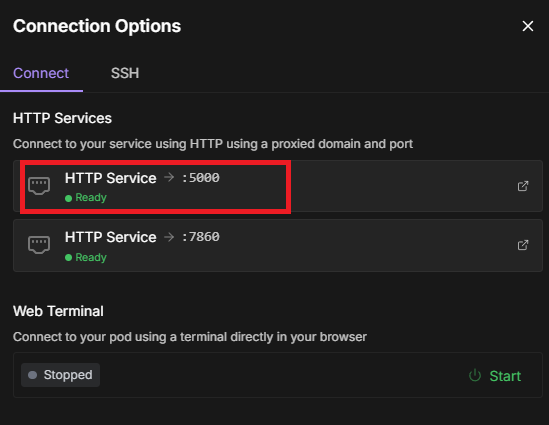 Connection Options
Connect SSH
HTTP Services
Connect to your service using HTTP using a proxied domain and port
HTTP Service → :5000
Ready
HTTP Service → :7860
Ready
Web Terminal
Connect to your pod using a terminal directly in your browser
Stopped Start